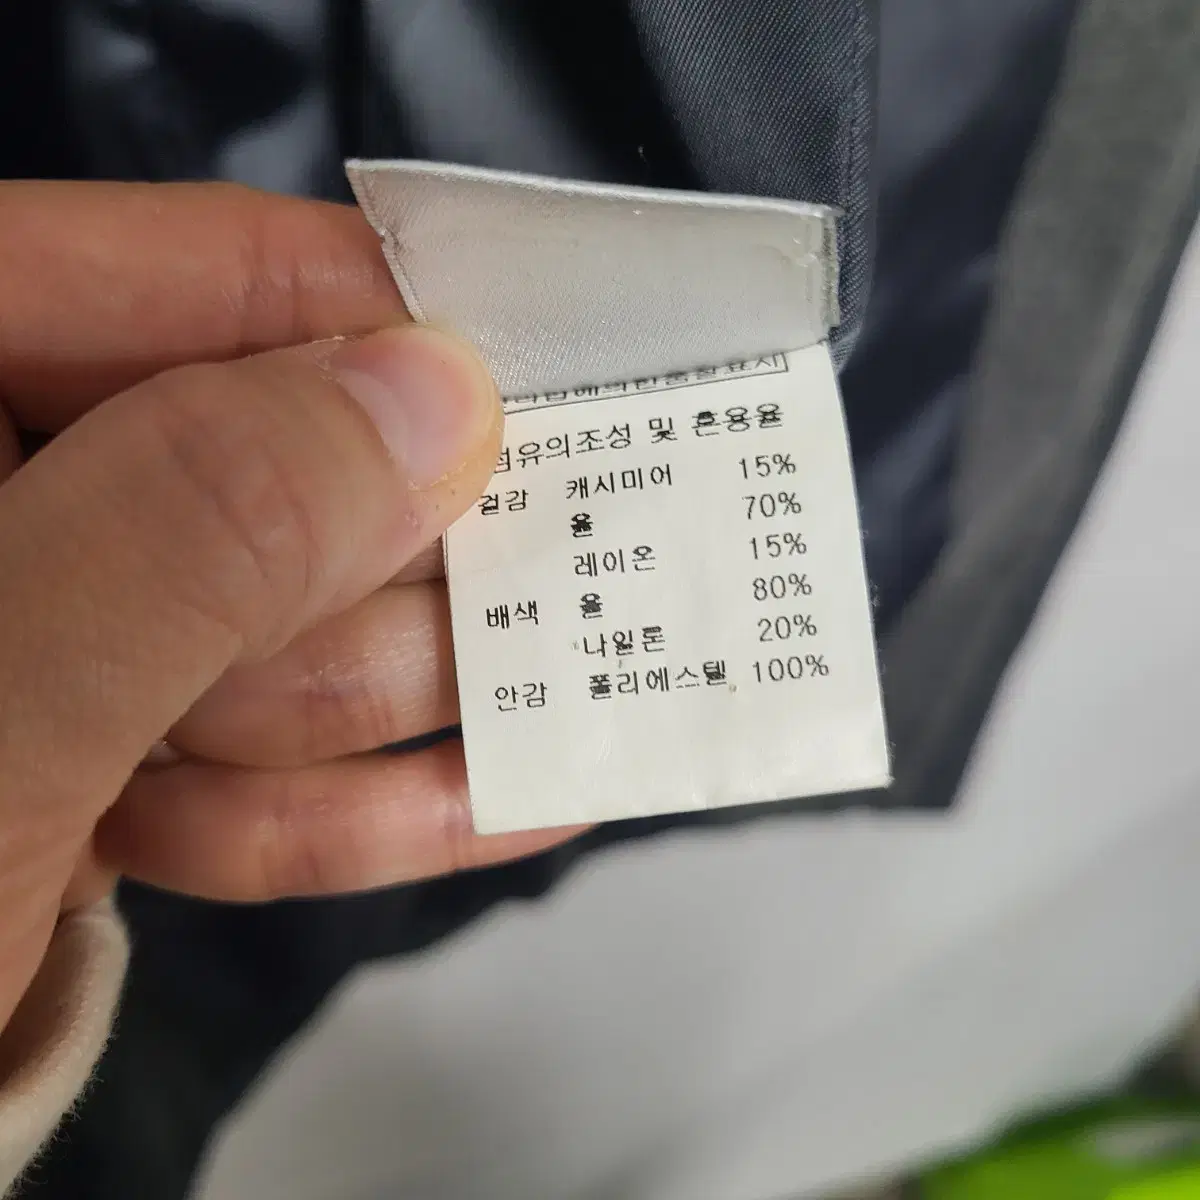 섬유의조성 및 혼용율
겉감 캐시미어 15%
울 70%
레이온 15%
배색 울 80%
나일론 20%
안감 폴리에스텔 100%